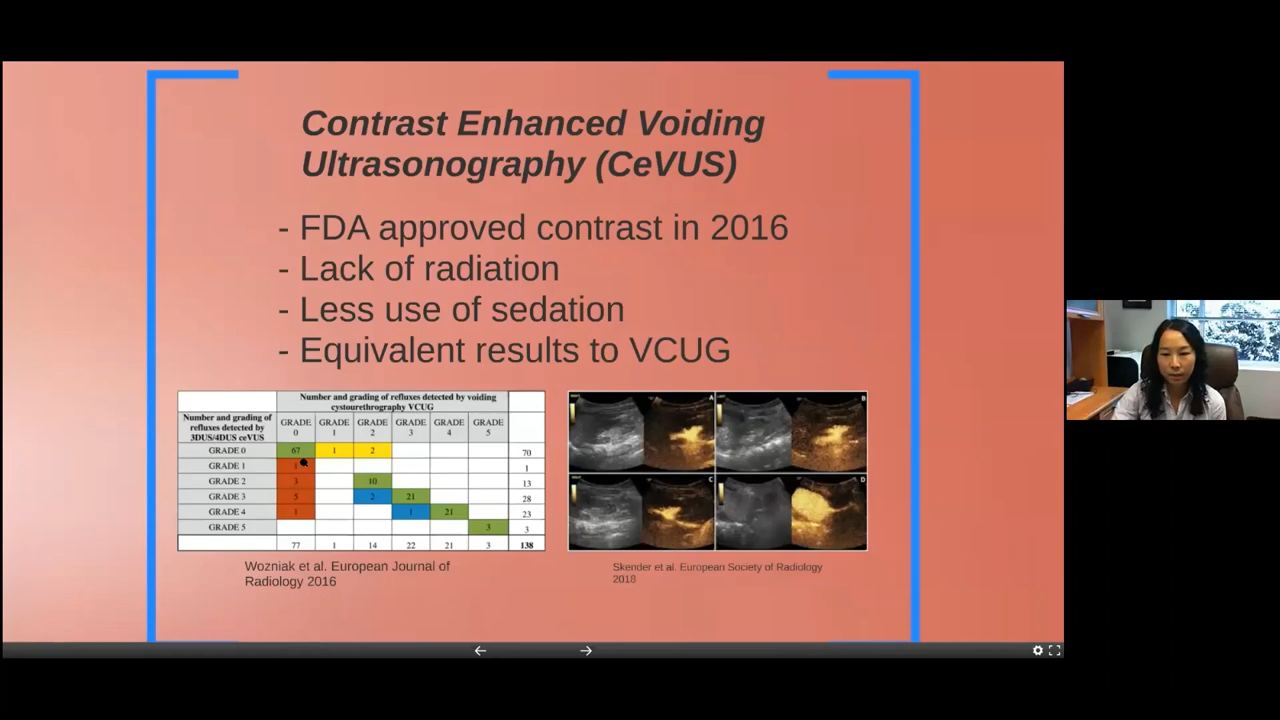 Contrast Enhanced Voiding
Ultrasonography (CeVUS)
- FDA approved contrast in 2016
- Lack of radiation
- Less use of sedation
- Equivalent results to VCUG
Number and grading of refluxes detected by voiding
cystourethrography VCUG
Number and grading of
refluxes detected by
3DUS/4DUS ceVUS
GRADE 0 GRADE 1 GRADE 2 GRADE 3 GRADE 4 GRADE 5
GRADE 0 67 1 2 70
GRADE 1 1 1
GRADE 2 3 10 13
GRADE 3 5 2 21 28
GRADE 4 1 1 21 23
GRADE 5 3 3
77 1 14 22 21 3 138
A
B
C
D
Wozniak et al. European Journal of
Radiology 2016
Skender et al. European Society of Radiology
2018